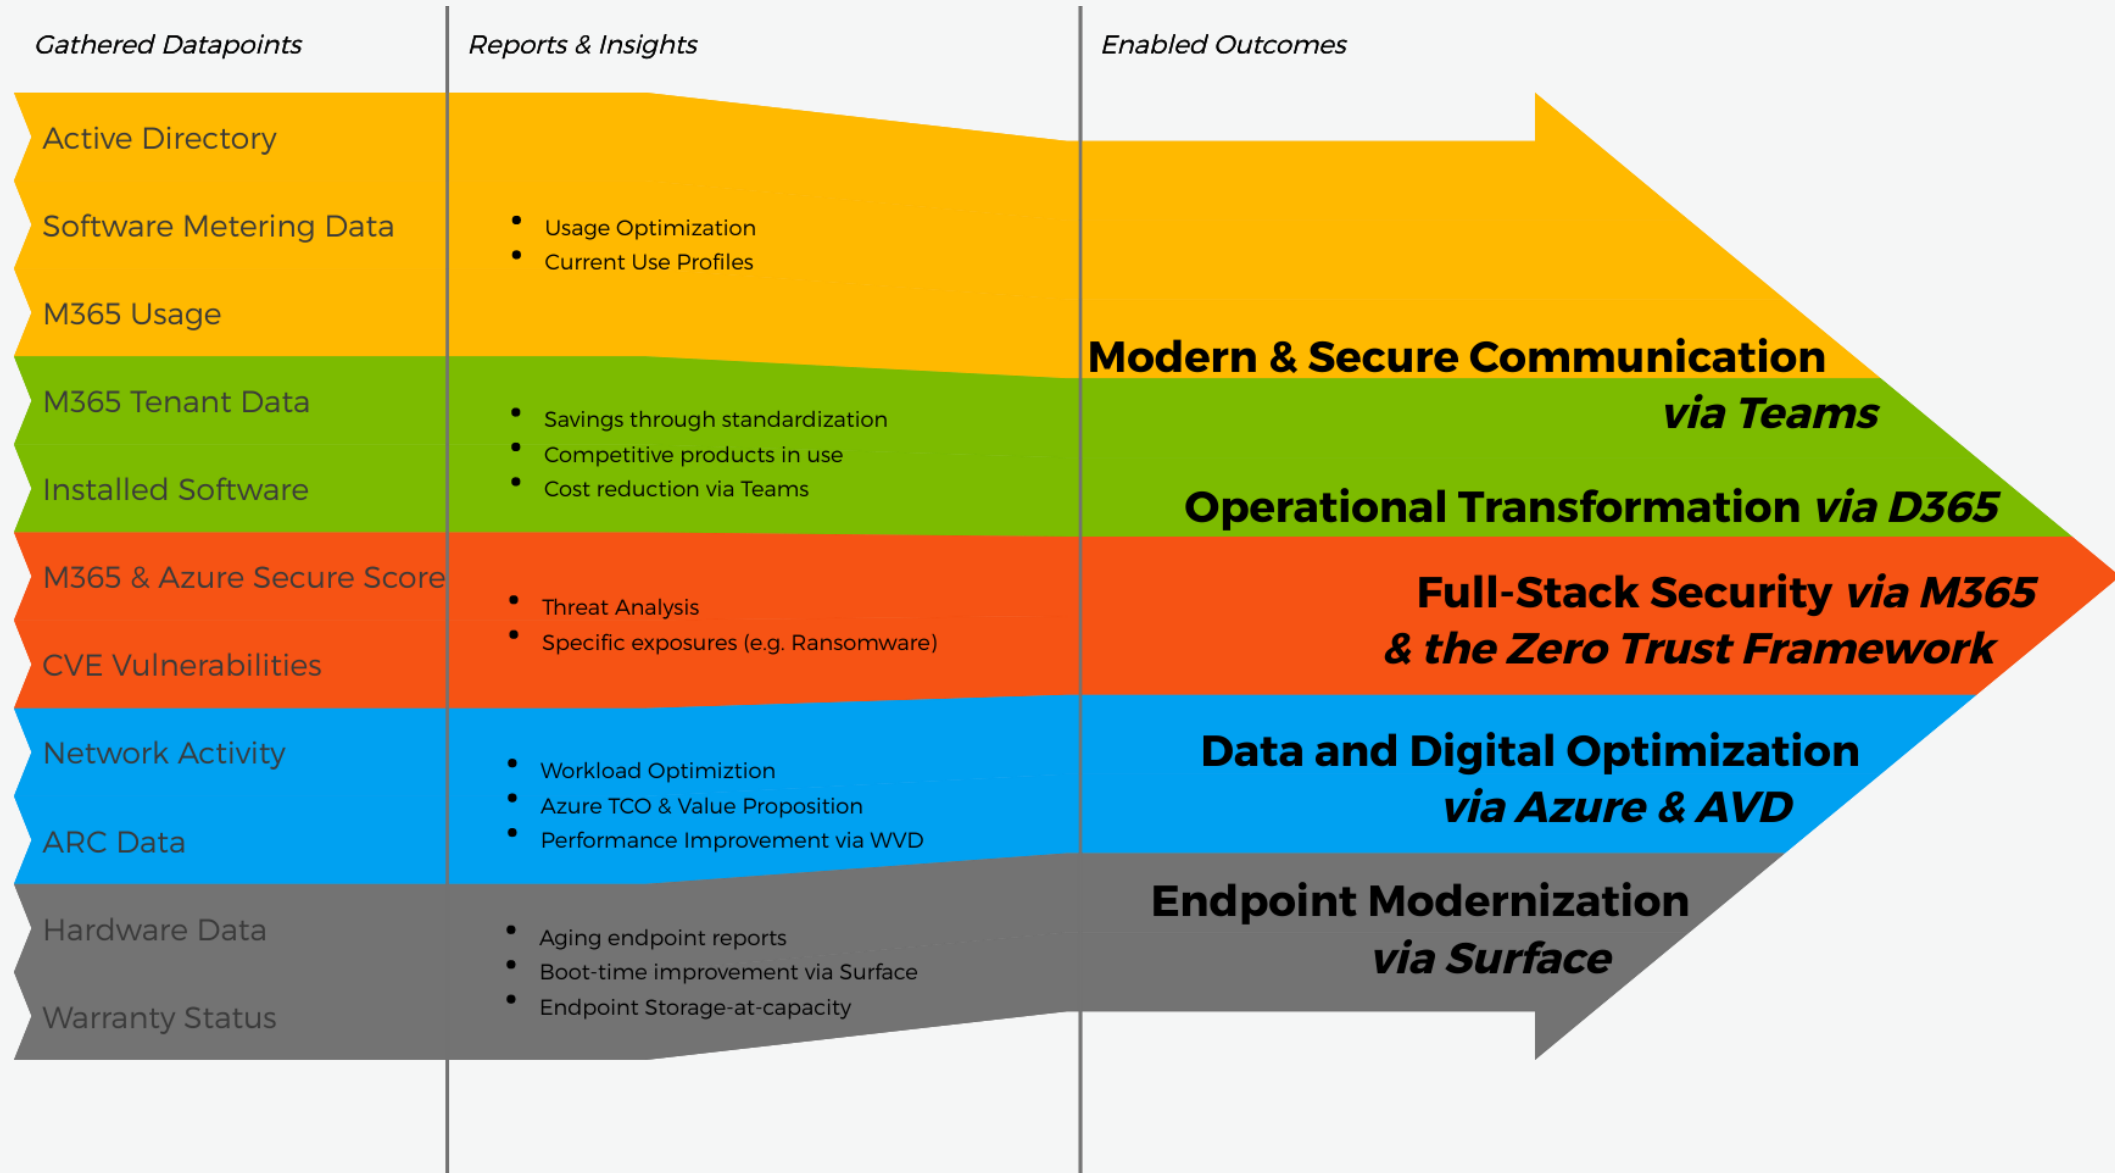 Gathered Datapoints
Reports & Insights
Enabled Outcomes
Active Directory
Software Metering Data
M365 Usage
• Usage Optimization
• Current Use Profiles
Modern & Secure Communication
via Teams
M365 Tenant Data
Installed Software
• Savings through standardization
• Competitive products in use
• Cost reduction via Teams
Operational Transformation via D365
M365 & Azure Secure Score
CVE Vulnerabilities
• Threat Analysis
• Specific exposures (e.g. Ransomware)
Full-Stack Security via M365
& the Zero Trust Framework
Network Activity
ARC Data
• Workload Optimiztion
• Azure TCO & Value Proposition
• Performance Improvement via WVD
Data and Digital Optimization
via Azure & AVD
Hardware Data
Warranty Status
• Aging endpoint reports
• Boot-time improvement via Surface
• Endpoint Storage-at-capacity
Endpoint Modernization
via Surface